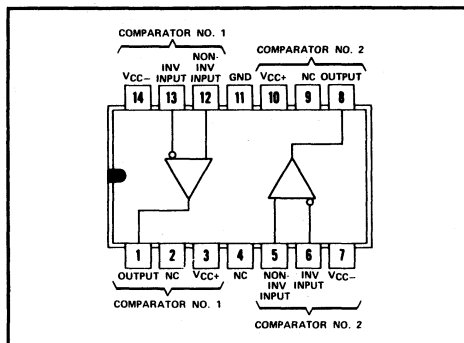 COMPARATOR NO. 1
COMPARATOR NO. 2
NON-
INV INV
VCC- INPUT INPUT GND VCC+ NC OUTPUT
14 13 12 11 10 9 8
1 2 3 4 5 6 7
OUTPUT NC VCC+ NC NON- INV VCC-
INV INPUT
INPUT
COMPARATOR NO. 1
COMPARATOR NO. 2